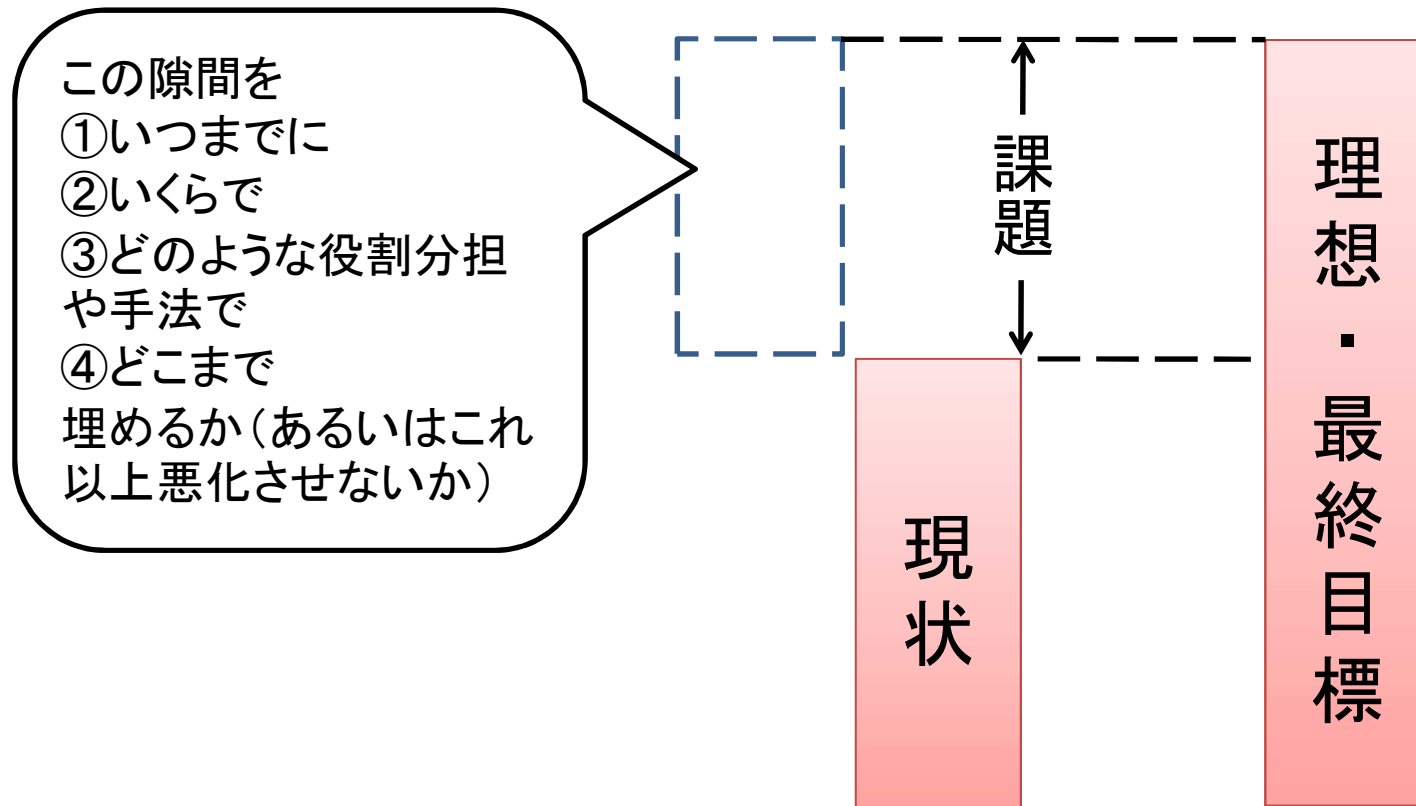 この隙間を
①いつまでに
②いくらで
③どのような役割分担
や手法で
④どこまで
埋めるか（あるいはこれ
以上悪化させないか）
課題
現状
理想・最終目標